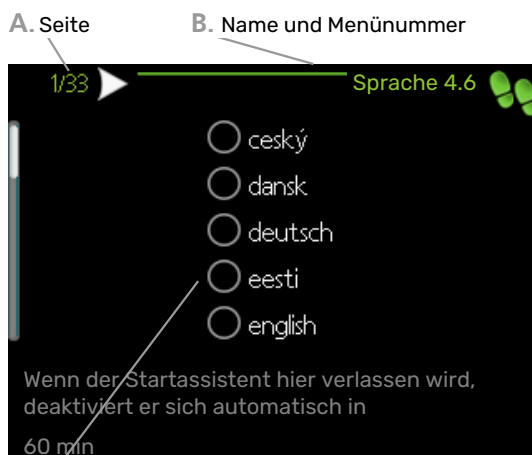 A. Seite
B. Name und Menünummer
1/33
Sprache 4.6
ceský
dansk
deutsch
eesti
english
Wenn der Startassistent hier verlassen wird,
deaktiviert er sich automatisch in
60 min